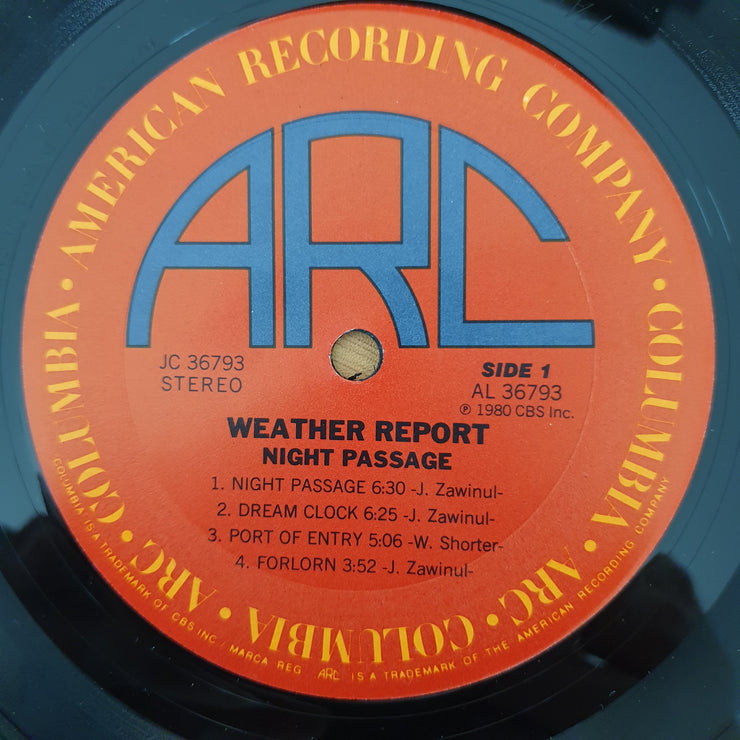 AMERICAN RECORDING COMPANY • COLUMBIA • ARC • COLUMBIA • ARC • COLUMBIA •
ARC
JC 36793
STEREO
SIDE 1
AL 36793
℗ 1980 CBS Inc.
WEATHER REPORT
NIGHT PASSAGE
1. NIGHT PASSAGE 6:30 -J. Zawinul-
2. DREAM CLOCK 6:25 -J. Zawinul-
3. PORT OF ENTRY 5:06 -W. Shorter-
4. FORLORN 3:52 -J. Zawinul-
COLUMBIA IS A TRADEMARK OF CBS INC., MARCA REG. ARC IS A TRADEMARK OF THE AMERICAN RECORDING COMPANY